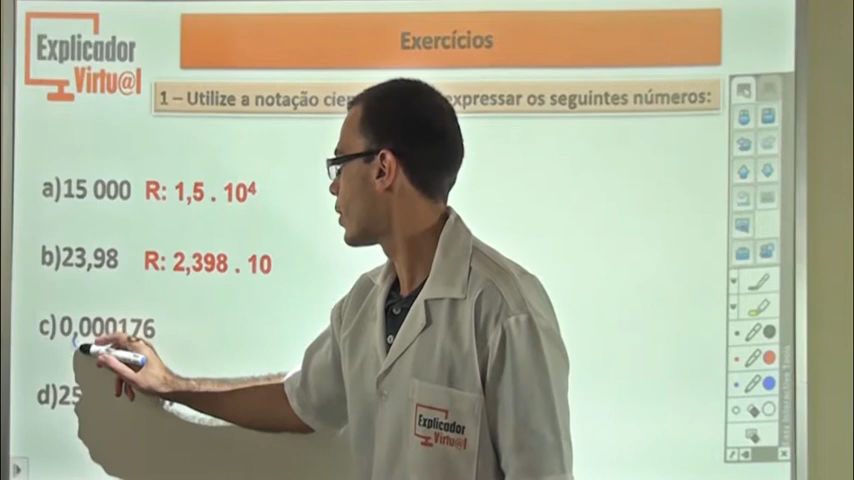 Explicador
Virtu@l
Exercícios
1 – Utilize a notação expressar os seguintes números:
a)15 000 R: 1,5 . 10⁴
b)23,98 R: 2,398 . 10
c)0,000176
d)25
Explicador
Virtu@l